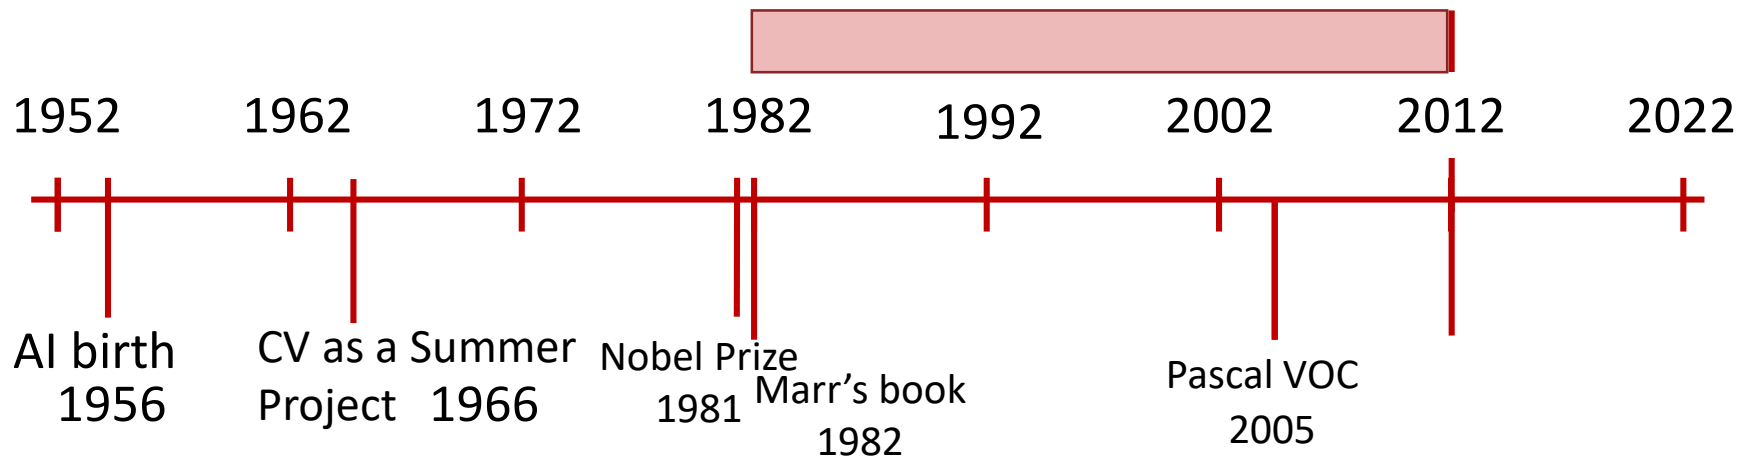 1952 1962 1972 1982 1992 2002 2012 2022
AI birth
1956
CV as a Summer
Project 1966
Nobel Prize
1981
Marr’s book
1982
Pascal VOC
2005